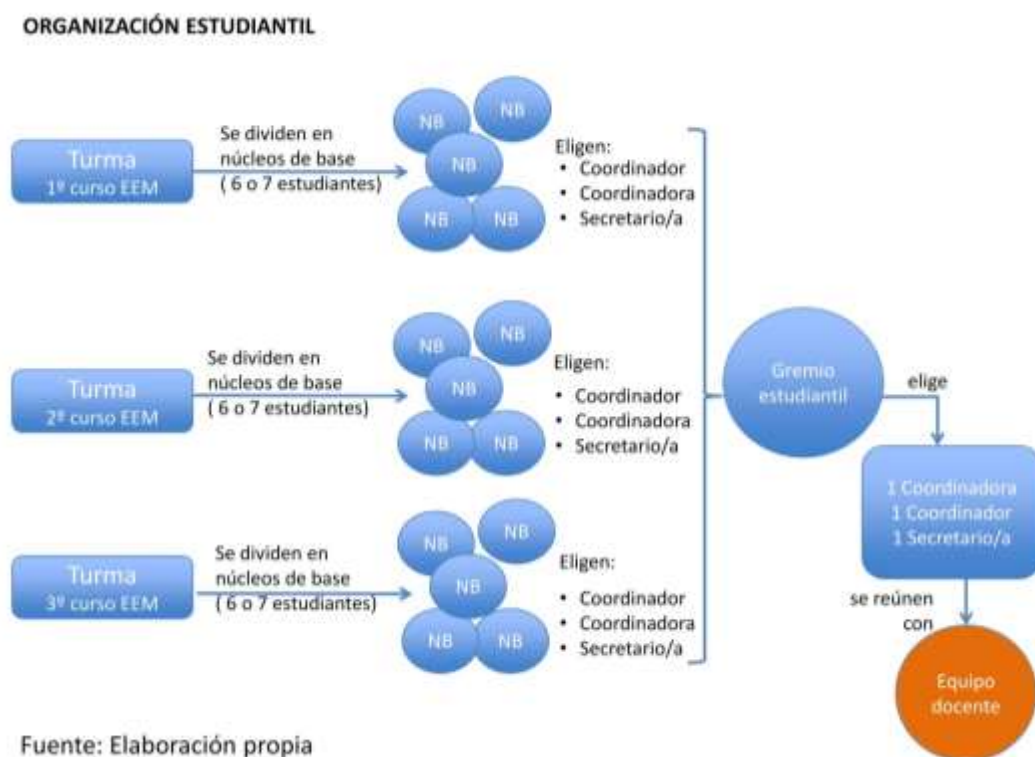 ORGANIZACIÓN ESTUDIANTIL
Turma
1º curso EEM
Se dividen en
núcleos de base
( 6 o 7 estudiantes)
NB
NB
NB
NB
NB
Eligen:
• Coordinador
• Coordinadora
• Secretario/a
Turma
2º curso EEM
Se dividen en
núcleos de base
( 6 o 7 estudiantes)
NB
NB
NB
NB
NB
Eligen:
• Coordinador
• Coordinadora
• Secretario/a
Turma
3º curso EEM
Se dividen en
núcleos de base
( 6 o 7 estudiantes)
NB
NB
NB
NB
NB
Eligen:
• Coordinador
• Coordinadora
• Secretario/a
Gremio
estudiantil
elige
1 Coordinadora
1 Coordinador
1 Secretario/a
se reúnen
con
Equipo
docente
Fuente: Elaboración propia